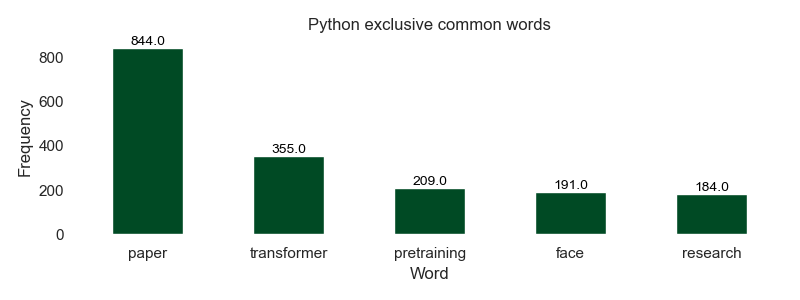 Python exclusive common words
844.0
355.0
209.0
191.0
184.0
800
600
400
200
0
Frequency
paper transformer pretraining face research
Word